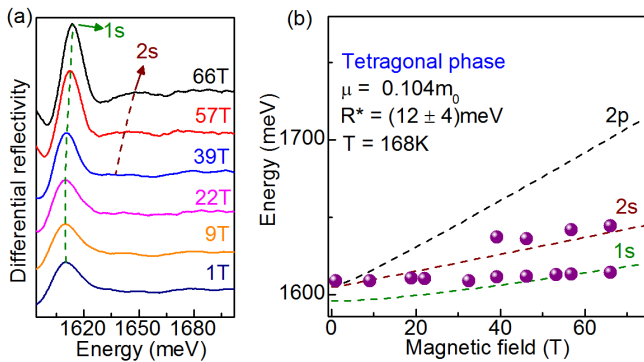 (a)
1s
2s
66T
57T
39T
22T
9T
1T
Differential reflectivity
1620 1650 1680
Energy (meV)
(b)
Tetragonal phase
μ = 0.104m0
R* = (12 ± 4)meV
T = 168K
2p
2s
1s
1700
1600
Energy (meV)
0 20 40 60
Magnetic field (T)